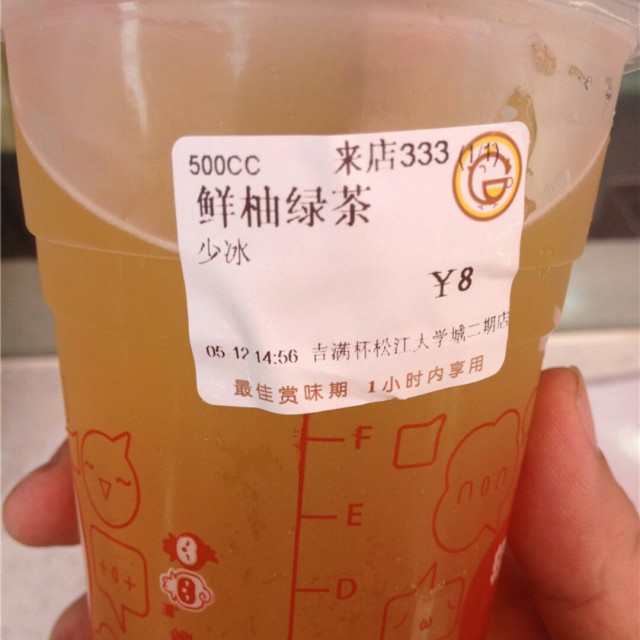 500CC 来店333 (1/1)
鲜柚绿茶
少冰
¥8
05 12 14:56 吉满杯松江大学城二期店
最佳赏味期 1小时内享用
F
E
D